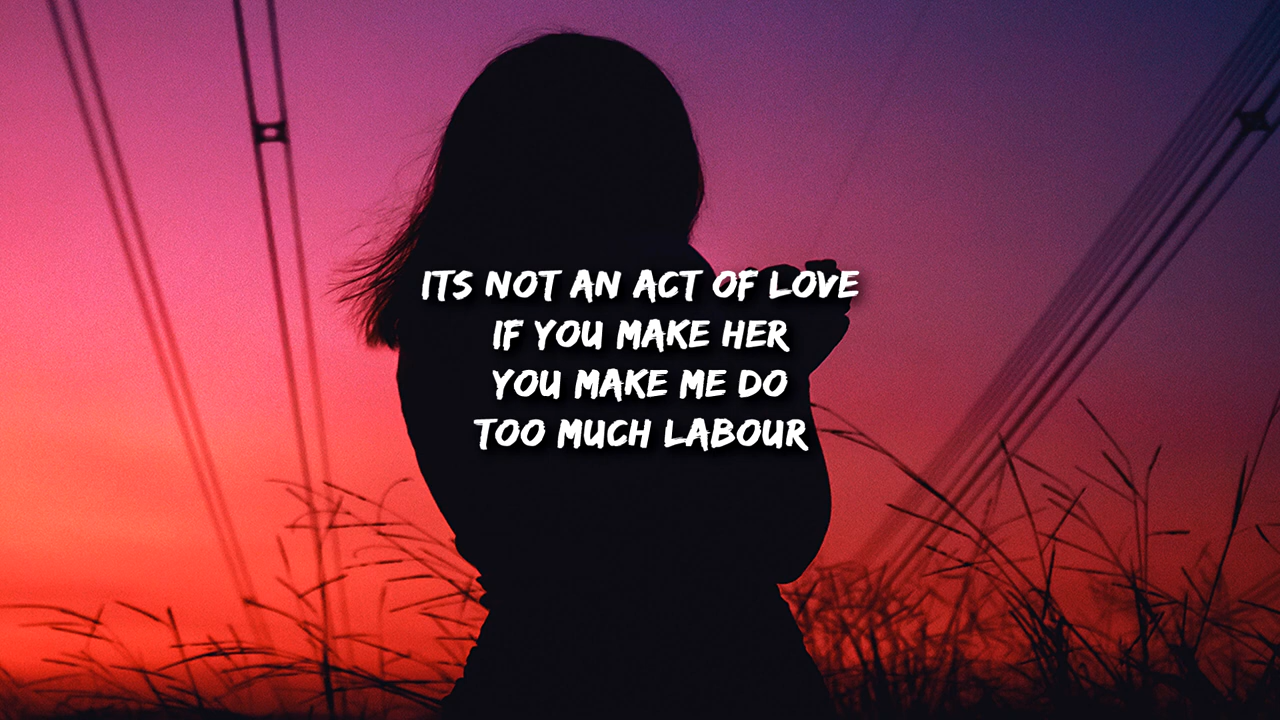 ITS NOT AN ACT OF LOVE
IF YOU MAKE HER
YOU MAKE ME DO
TOO MUCH LABOUR